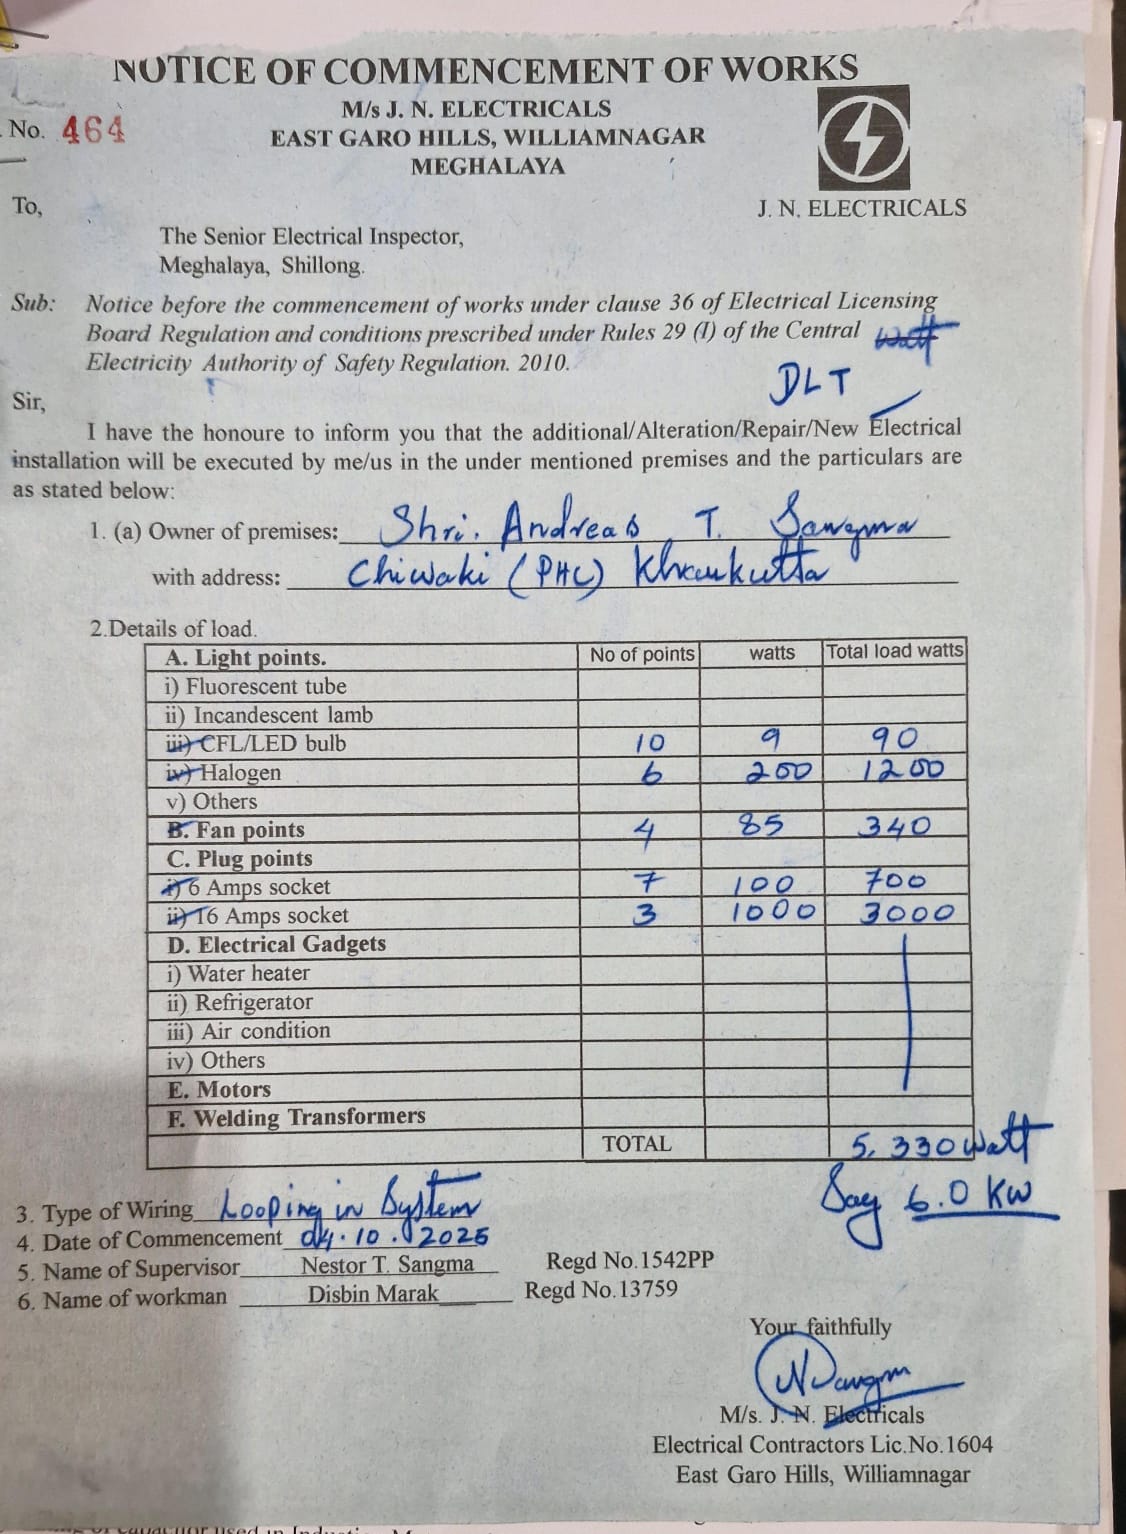 NOTICE OF COMMENCEMENT OF WORKS
M/s J. N. ELECTRICALS
No. 464
EAST GARO HILLS, WILLIAMNAGAR
MEGHALAYA
J. N. ELECTRICALS
To,
The Senior Electrical Inspector,
Meghalaya, Shillong.
Sub: Notice before the commencement of works under clause 36 of Electrical Licensing
Board Regulation and conditions prescribed under Rules 29 (I) of the Central
Electricity Authority of Safety Regulation. 2010.
watt
DLT
Sir,
I have the honoure to inform you that the additional/Alteration/Repair/New Electrical
installation will be executed by me/us in the under mentioned premises and the particulars are
as stated below:
1. (a) Owner of premises: Shri. Andreas T. Sangma
with address: Chiwaki (PHC) Kharkutta
2.Details of load.
A. Light points. No of points watts Total load watts
i) Fluorescent tube
ii) Incandescent lamb
iii) CFL/LED bulb 10 9 90
iv) Halogen 6 200 1200
v) Others
B. Fan points 4 85 340
C. Plug points
i) 6 Amps socket 7 100 700
ii) 16 Amps socket 3 1000 3000
D. Electrical Gadgets
i) Water heater
ii) Refrigerator
iii) Air condition
iv) Others
E. Motors
F. Welding Transformers
TOTAL 5,330 watt
Say 6.0 KW
3. Type of Wiring Looping in System
4. Date of Commencement 04.10.2025
5. Name of Supervisor Nestor T. Sangma Regd No.1542PP
6. Name of workman Disbin Marak Regd No.13759
Your faithfully
NSangm
M/s. J. N. Electricals
Electrical Contractors Lic.No.1604
East Garo Hills, Williamnagar